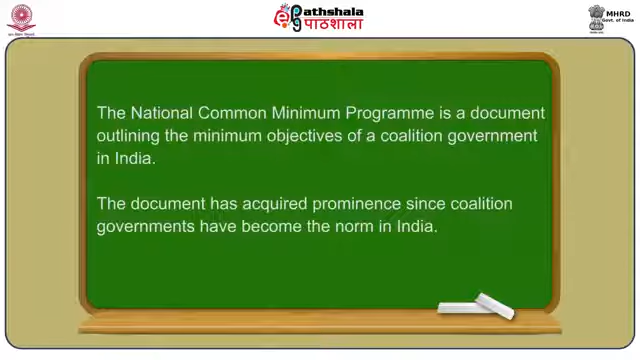 Pathshala
पाठशाला
MHRD
Govt. of India
The National Common Minimum Programme is a document
outlining the minimum objectives of a coalition government
in India.
The document has acquired prominence since coalition
governments have become the norm in India.